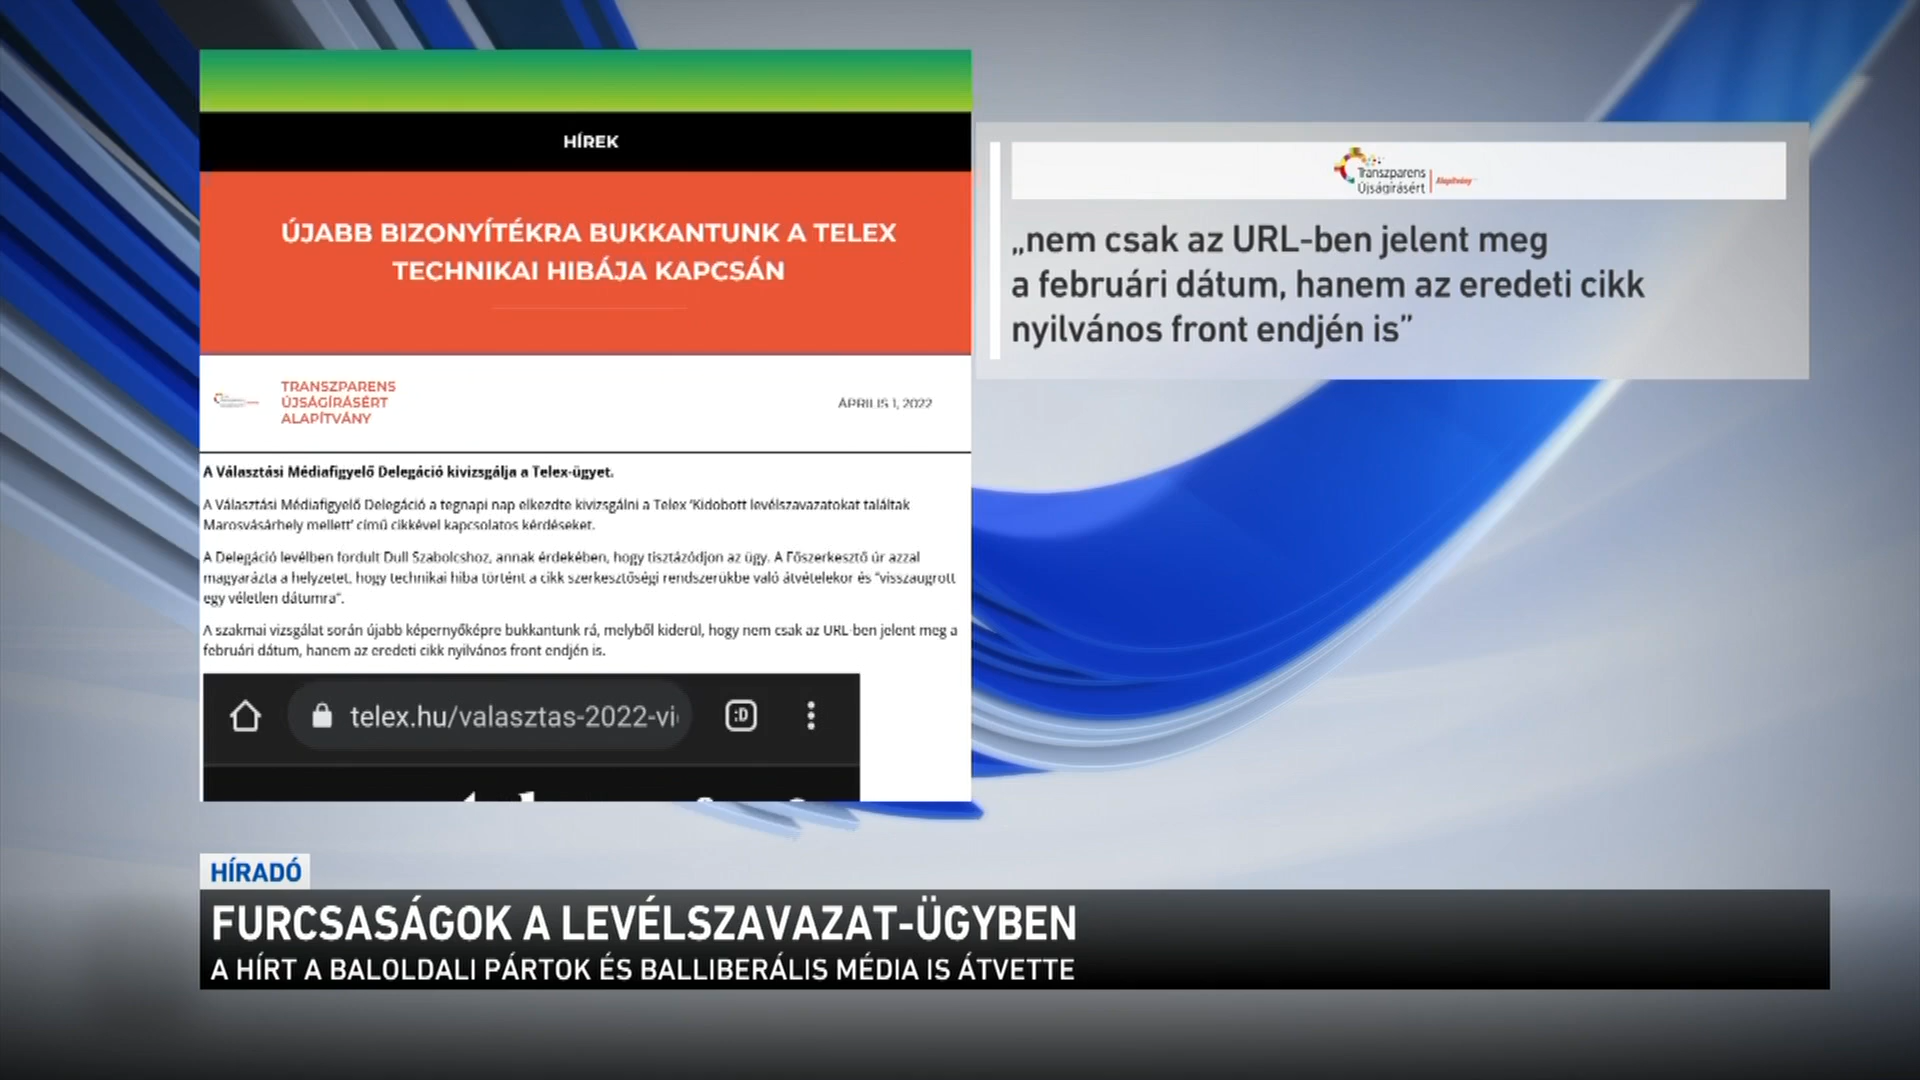 HÍREK
ÚJABB BIZONYÍTÉKRA BUKKANTUNK A TELEX
TECHNIKAI HIBÁJA KAPCSÁN
TRANSZPARENS
ÚJSÁGÍRÁSÉRT
ALAPÍTVÁNY
ÁPRILIS 1, 2022
A Választási Médiafigyelő Delegáció kivizsgálja a Telex-ügyet.
A Választási Médiafigyelő Delegáció a tegnapi nap elkezdte kivizsgálni a Telex 'Kidobott levélszavazatokat találtak
Marosvásárhely mellett' című cikkével kapcsolatos kérdéseket.
A Delegáció levélben fordult Dull Szabolcshoz, annak érdekében, hogy tisztázódjon az ügy. A Főszerkesztő úr azzal
magyarázta a helyzetet, hogy technikai hiba történt a cikk szerkesztőségi rendszerükbe való átvételekor és "visszaugrott
egy véletlen dátumra".
A szakmai vizsgálat során újabb képernyőképre bukkantunk rá, melyből kiderül, hogy nem csak az URL-ben jelent meg a
februári dátum, hanem az eredeti cikk nyilvános front endjén is.
telex.hu/valasztas-2022-vi
:D
Transzparens
Újságírásért
Alapítvány
„nem csak az URL-ben jelent meg
a februári dátum, hanem az eredeti cikk
nyilvános front endjén is”
HÍRADÓ
FURCSASÁGOK A LEVÉLSZAVAZAT-ÜGYBEN
A HÍRT A BALOLDALI PÁRTOK ÉS BALLIBERÁLIS MÉDIA IS ÁTVETTE